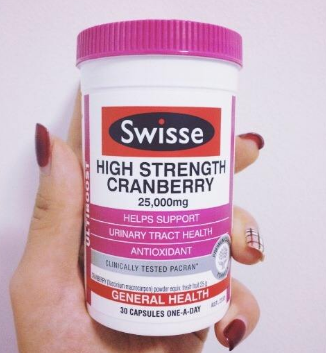 Swisse
HIGH STRENGTH
CRANBERRY
25,000mg
HELPS SUPPORT
URINARY TRACT HEALTH
ANTIOXIDANT
CLINICALLY TESTED PACRAN
GENERAL HEALTH
30 CAPSULES ONE-A-DAY
ULTIBOOST